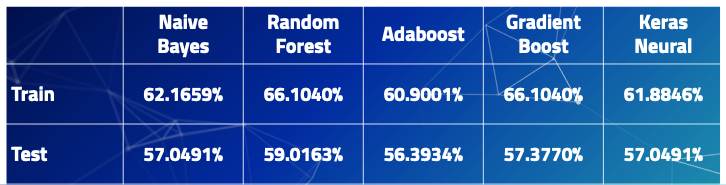 Naive Bayes Random Forest Adaboost Gradient Boost Keras Neural
Train 62.1659% 66.1040% 60.9001% 66.1040% 61.8846%
Test 57.0491% 59.0163% 56.3934% 57.3770% 57.0491%